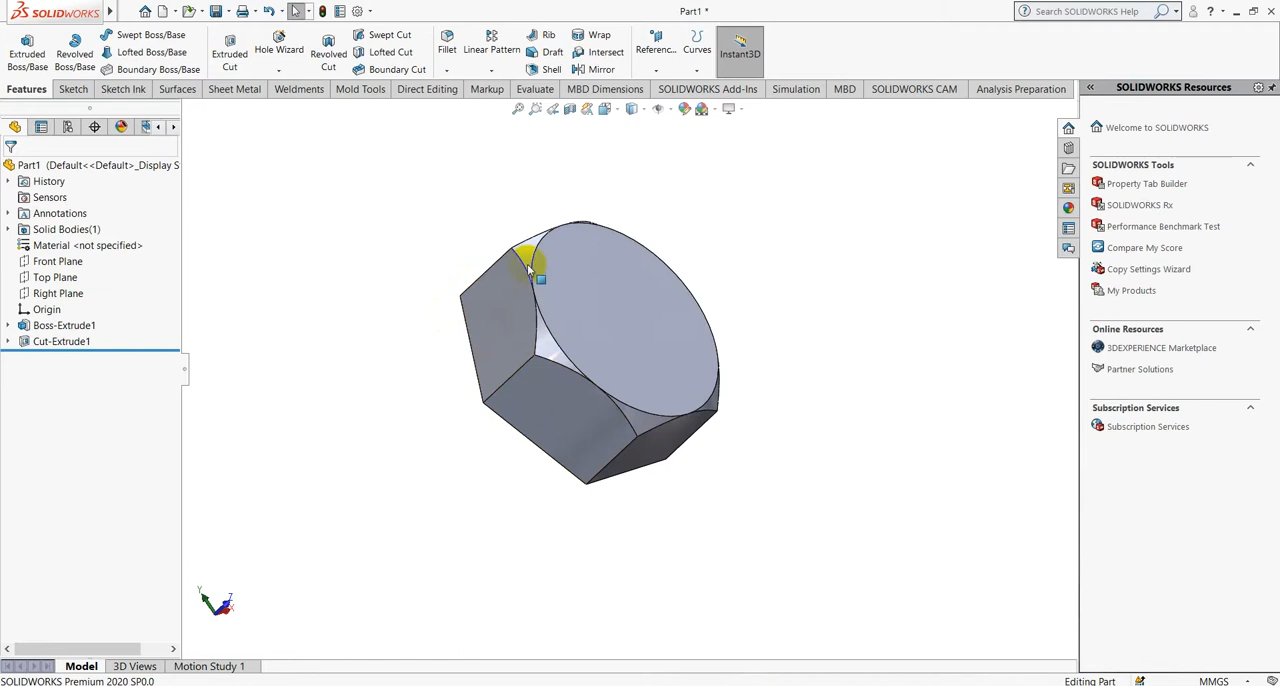 SOLIDWORKS
Part1 *
Search SOLIDWORKS Help
?
Extruded Boss/Base
Revolved Boss/Base
Swept Boss/Base
Lofted Boss/Base
Boundary Boss/Base
Extruded Cut
Hole Wizard
Revolved Cut
Swept Cut
Lofted Cut
Boundary Cut
Fillet
Linear Pattern
Rib
Draft
Shell
Wrap
Intersect
Mirror
Referenc...
Curves
Instant3D
Features
Sketch
Sketch Ink
Surfaces
Sheet Metal
Weldments
Mold Tools
Direct Editing
Markup
Evaluate
MBD Dimensions
SOLIDWORKS Add-Ins
Simulation
MBD
SOLIDWORKS CAM
Analysis Preparation
Part1 (Default<<Default>_Display S
History
Sensors
Annotations
Solid Bodies(1)
Material <not specified>
Front Plane
Top Plane
Right Plane
Origin
Boss-Extrude1
Cut-Extrude1
Y
Z
X
SOLIDWORKS Resources
Welcome to SOLIDWORKS
SOLIDWORKS Tools
Property Tab Builder
SOLIDWORKS Rx
Performance Benchmark Test
Compare My Score
Copy Settings Wizard
My Products
Online Resources
3DEXPERIENCE Marketplace
Partner Solutions
Subscription Services
Subscription Services
Model
3D Views
Motion Study 1
SOLIDWORKS Premium 2020 SP0.0
Editing Part
MMGS